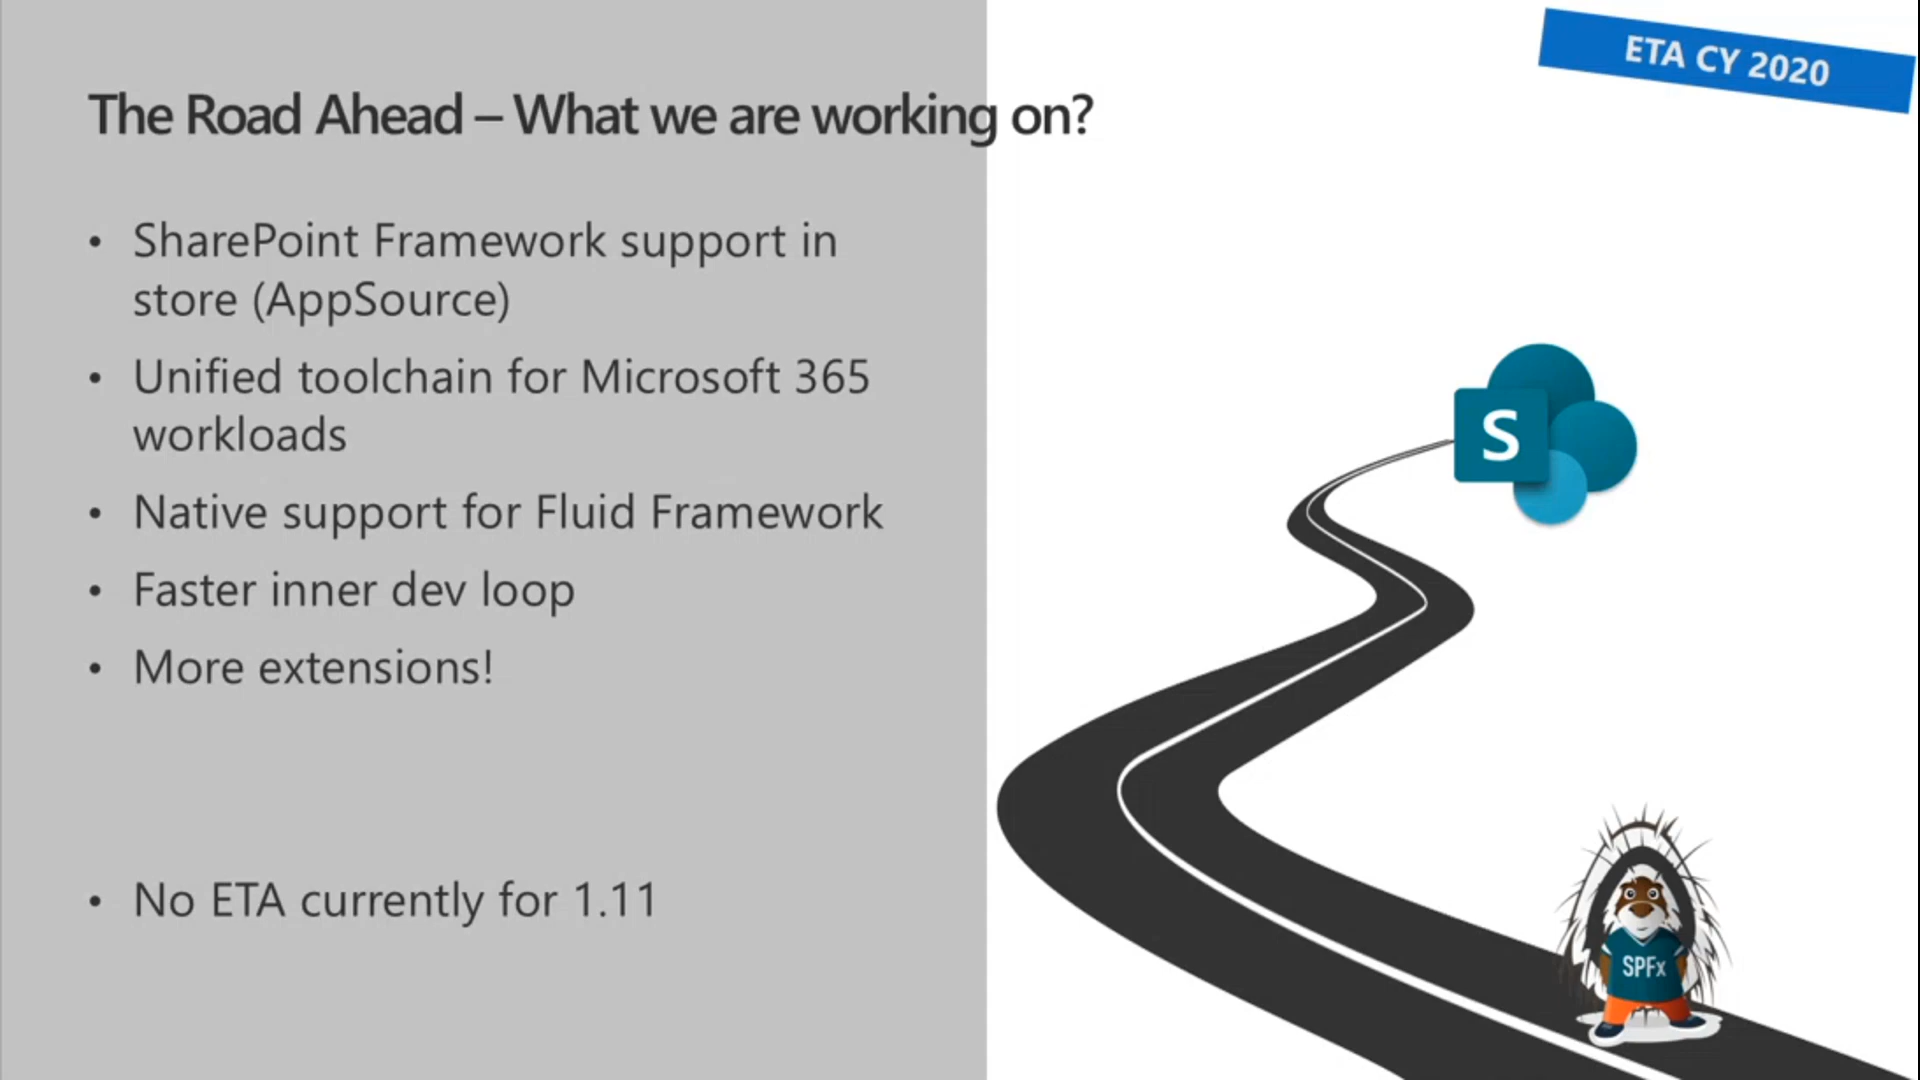 ETA CY 2020
The Road Ahead – What we are working on?
• SharePoint Framework support in
store (AppSource)
• Unified toolchain for Microsoft 365
workloads
• Native support for Fluid Framework
• Faster inner dev loop
• More extensions!
• No ETA currently for 1.11
S
SPFx